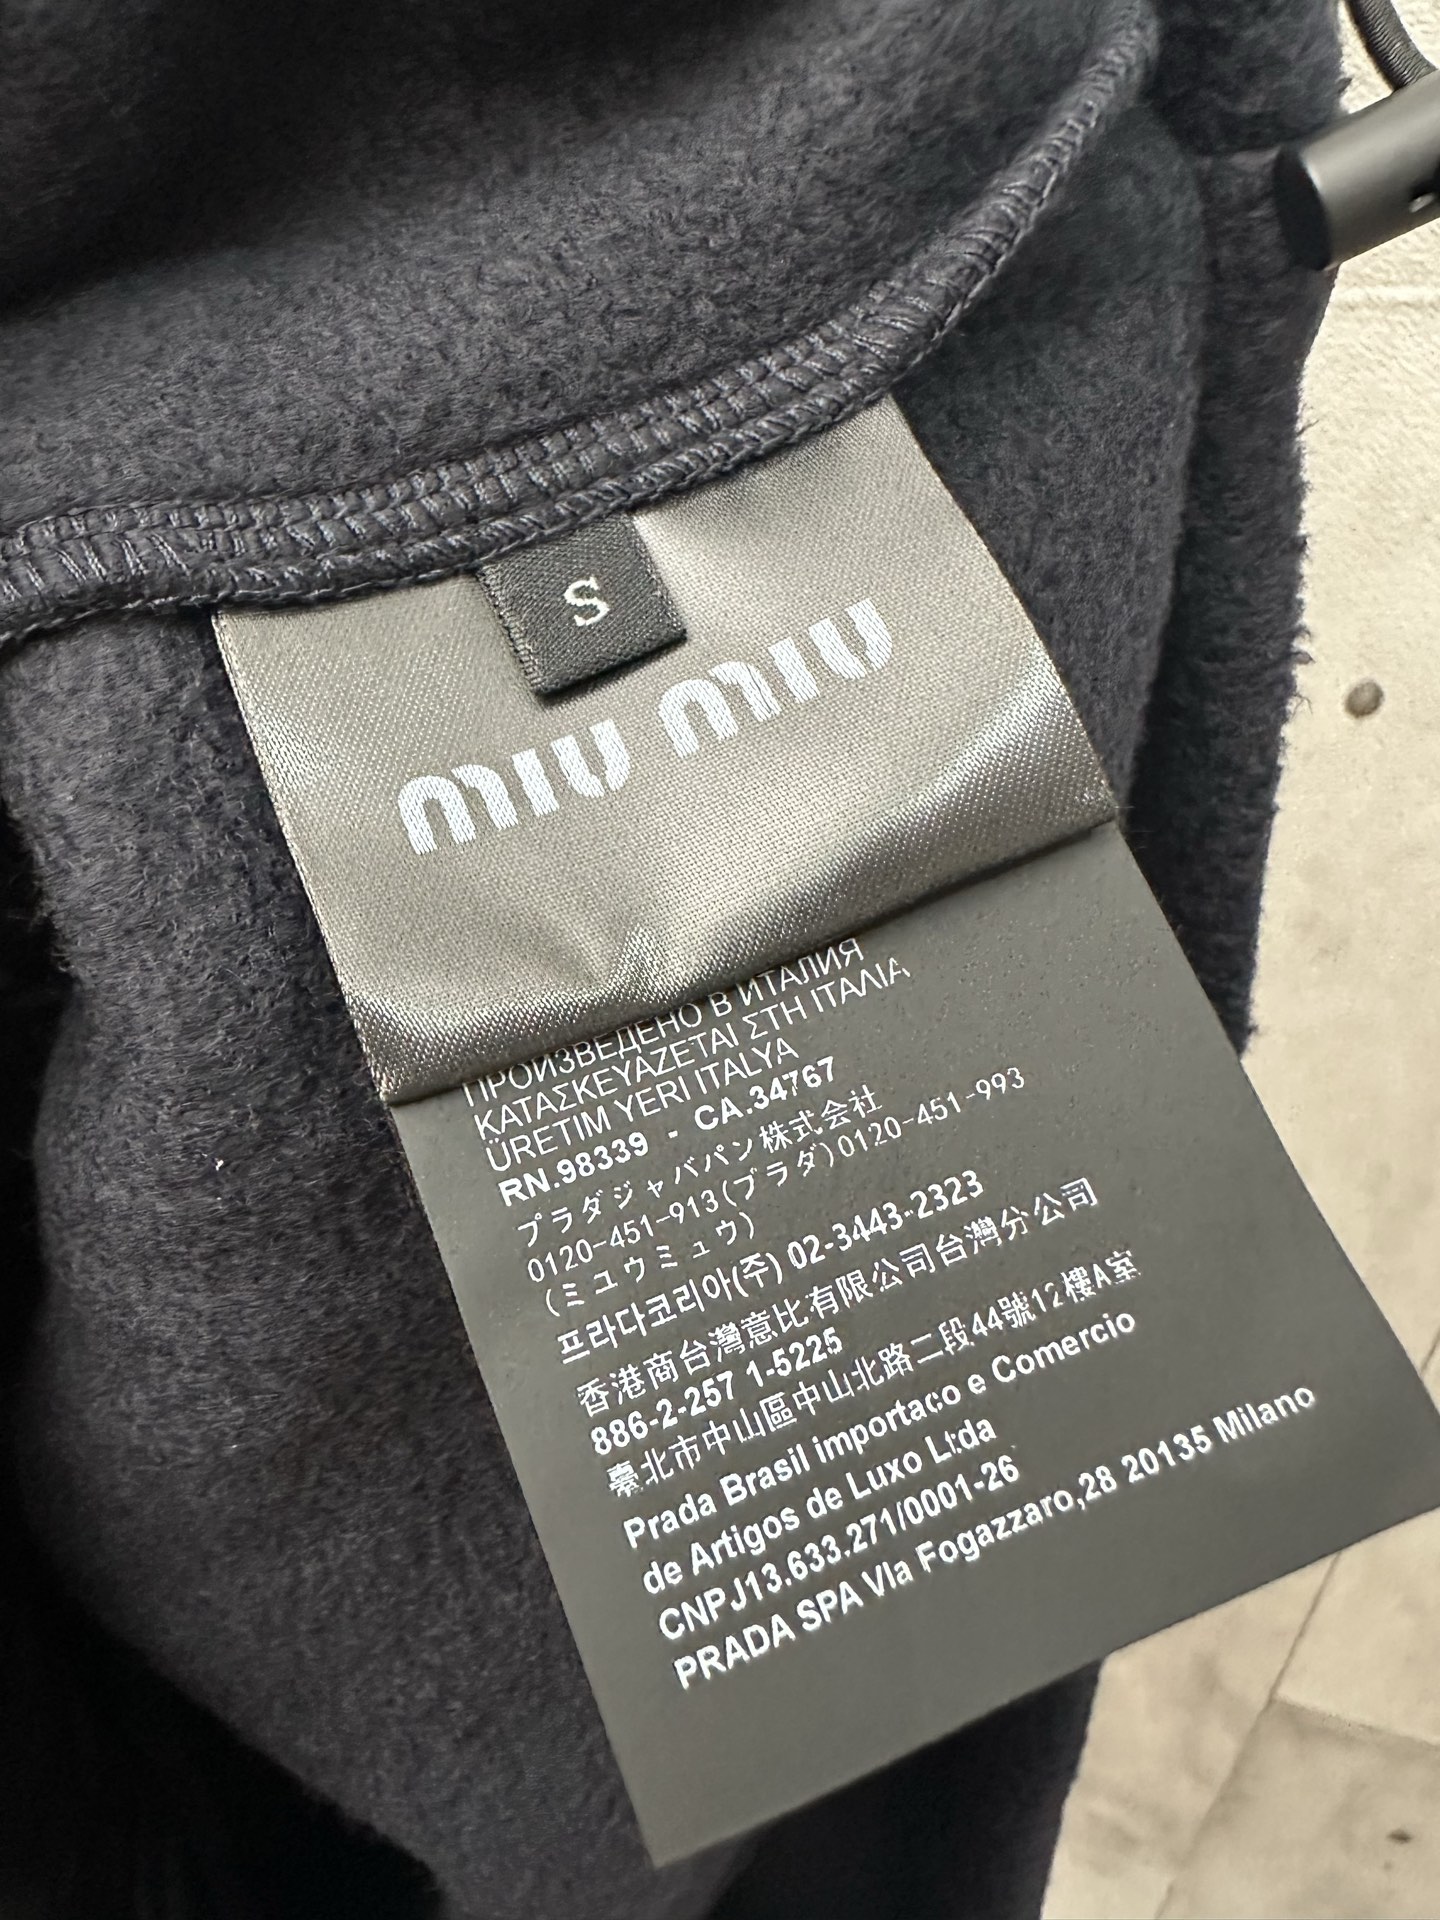 S
miu miu
ПРОИЗВЕДЕНО В ИТАЛИЯ
ΚΑΤΑΣΚΕΥΑΖΕΤΑΙ ΣΤΗ ΙΤΑΛΙΑ
ÜRETIM YERI ITALYA
RN.98339 - CA.34767
プラダジャパン株式会社
0120-451-913(プラダ)0120-451-993
(ミュウミュウ)
프라다코리아(주) 02-3443-2323
香港商台灣意比有限公司台灣分公司
886-2-257 1-5225
臺北市中山區中山北路二段44號12樓A室
Prada Brasil importaco e Comercio
de Artigos de Luxo Ltda
CNPJ13.633.271/0001-26
PRADA SPA VIa Fogazzaro,28 20135 Milano